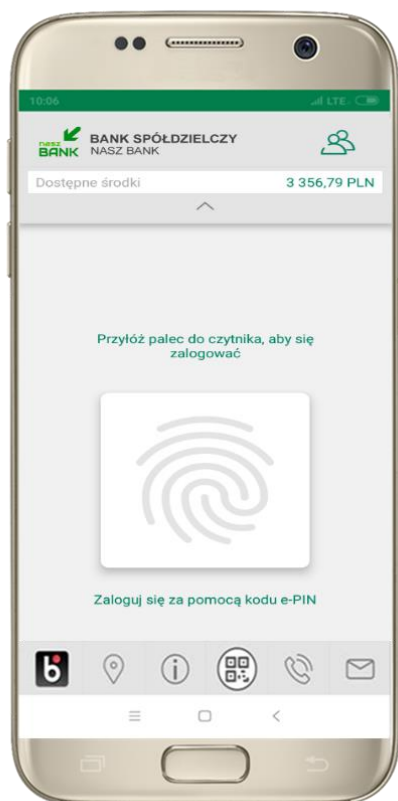 10:06 LTE
nasz BANK SPÓŁDZIELCZY
BANK NASZ BANK
Dostępne środki 3 356,79 PLN
Przyłóż palec do czytnika, aby się
zalogować
Zaloguj się za pomocą kodu e-PIN
b